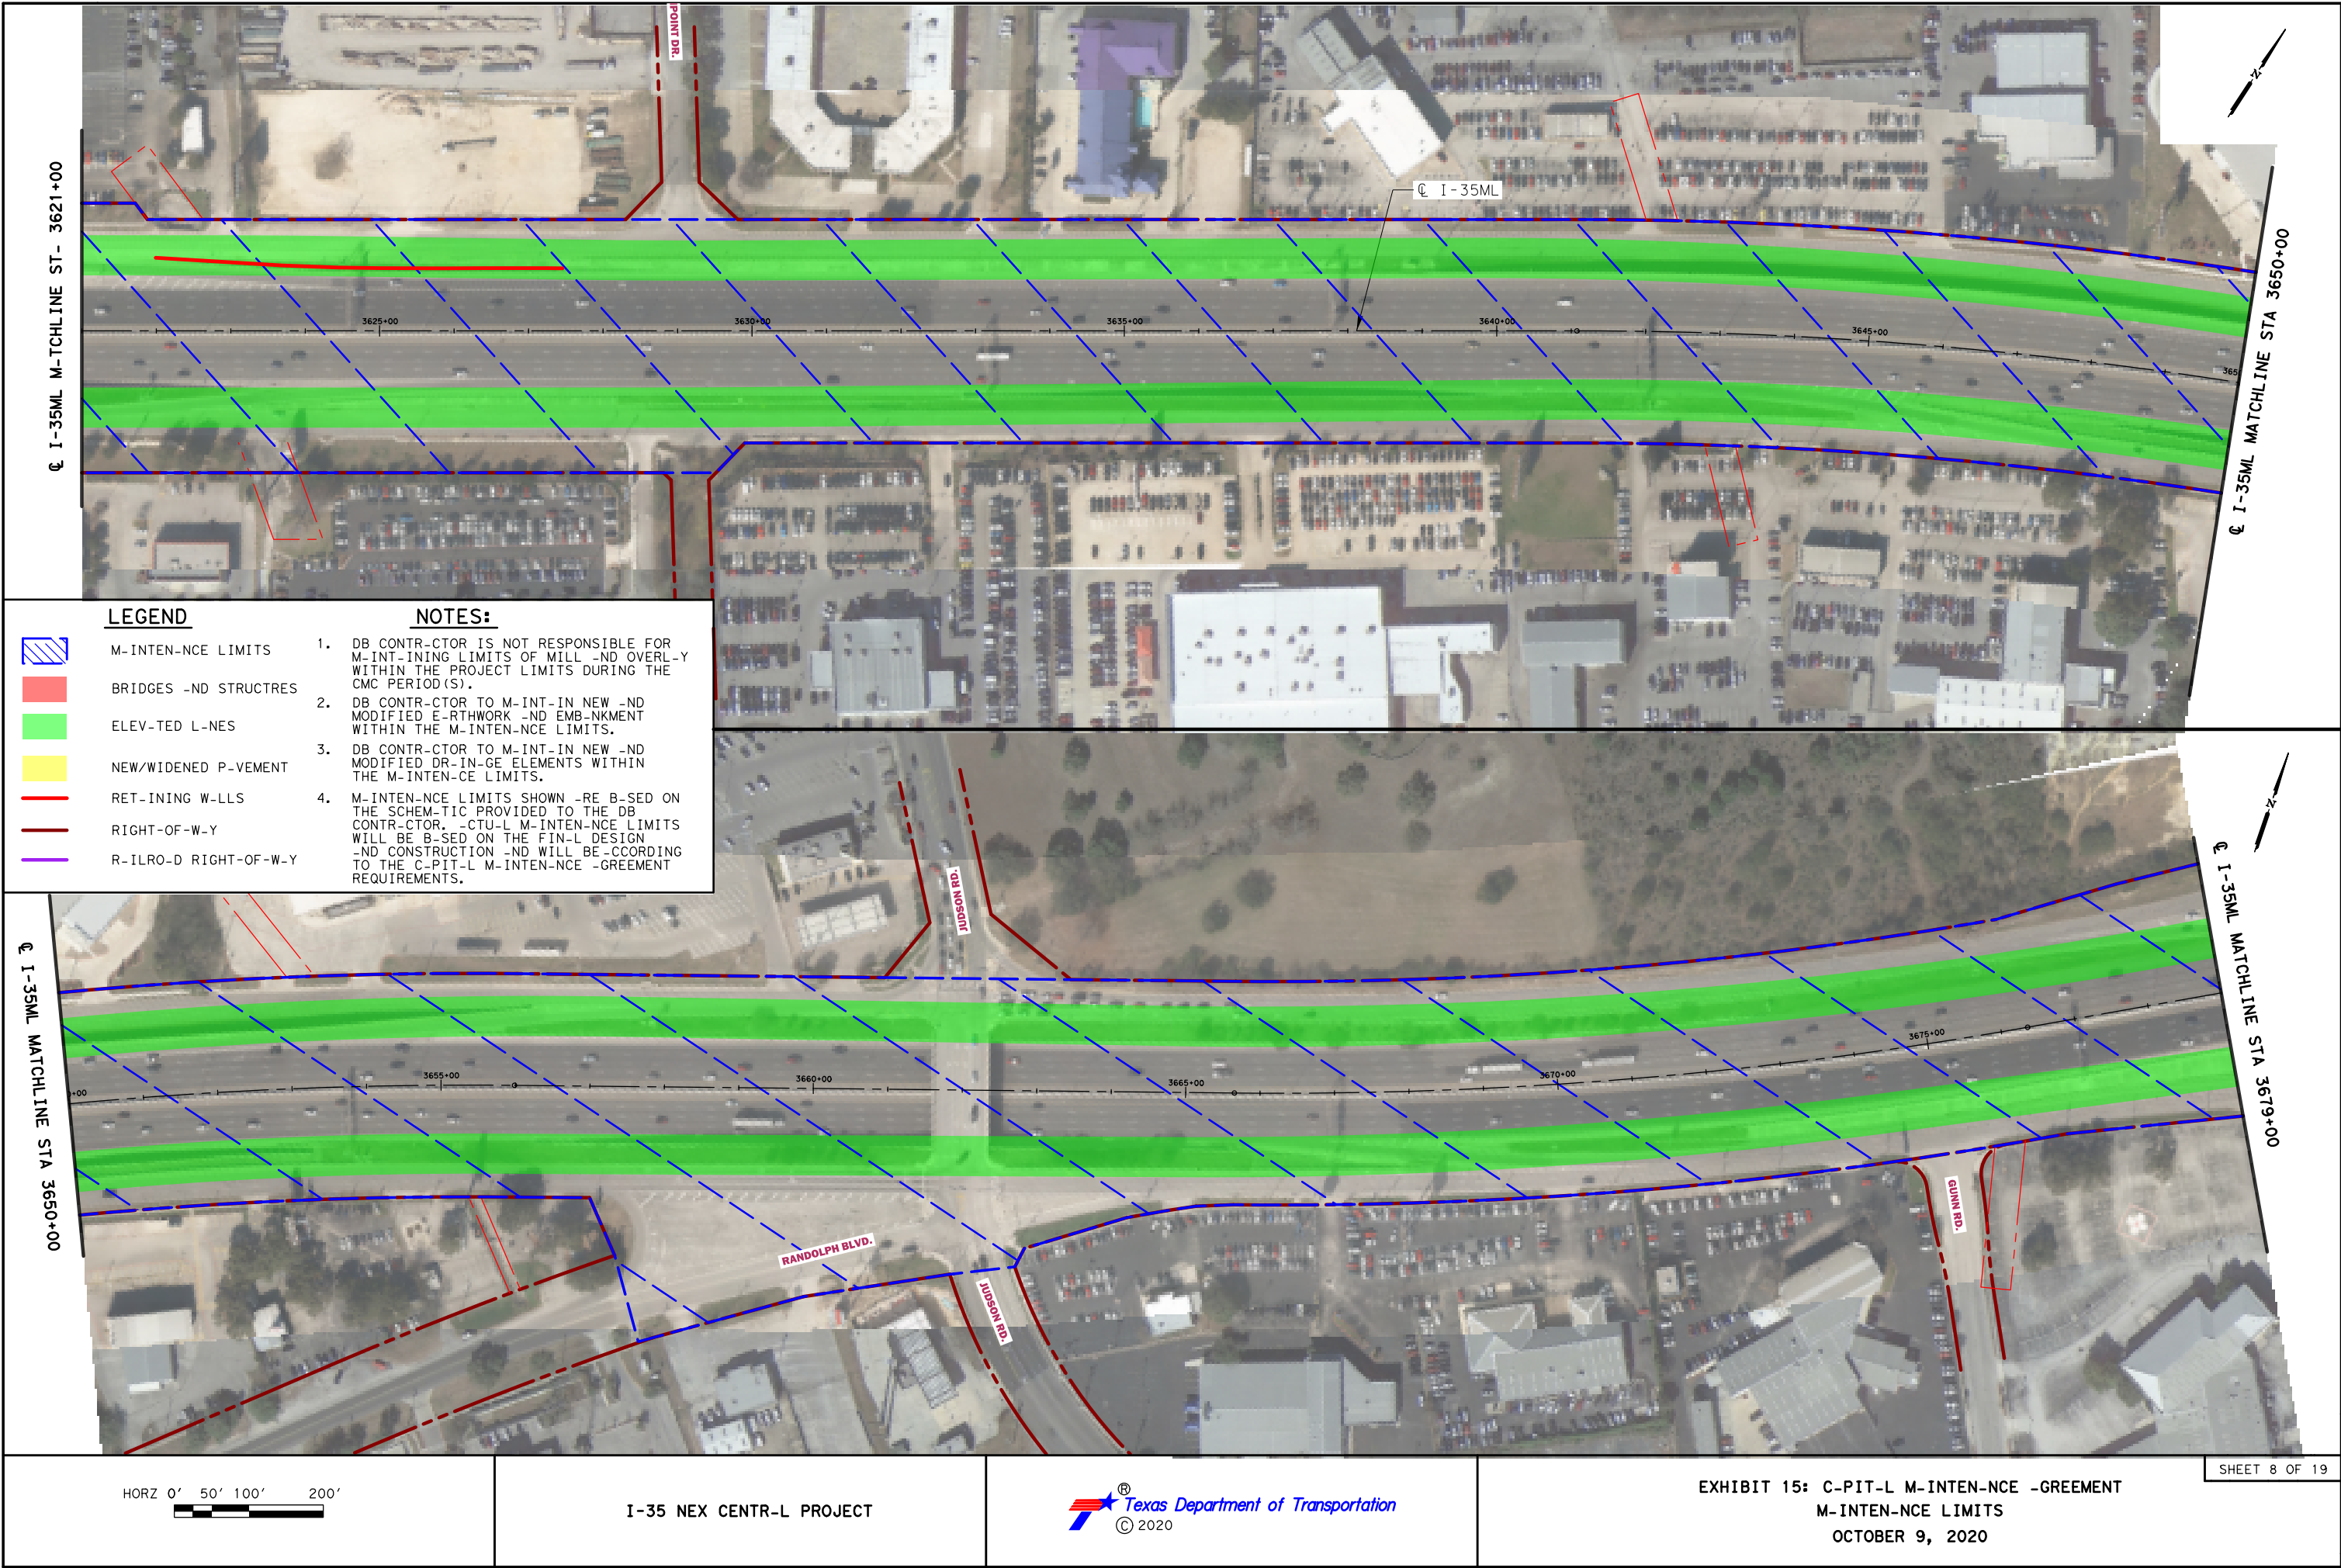 POINT DR.
N
℄ I-35ML M-TCHLINE ST- 3621+00
℄ I-35ML
3625+00
3630+00
3635+00
3640+00
3645+00
365
℄ I-35ML MATCHLINE STA 3650+00
LEGEND
M-INTEN-NCE LIMITS
BRIDGES -ND STRUCTRES
ELEV-TED L-NES
NEW/WIDENED P-VEMENT
RET-INING W-LLS
RIGHT-OF-W-Y
R-ILRO-D RIGHT-OF-W-Y
NOTES:
1. DB CONTR-CTOR IS NOT RESPONSIBLE FOR
M-INT-INING LIMITS OF MILL -ND OVERL-Y
WITHIN THE PROJECT LIMITS DURING THE
CMC PERIOD(S).
2. DB CONTR-CTOR TO M-INT-IN NEW -ND
MODIFIED E-RTHWORK -ND EMB-NKMENT
WITHIN THE M-INTEN-NCE LIMITS.
3. DB CONTR-CTOR TO M-INT-IN NEW -ND
MODIFIED DR-IN-GE ELEMENTS WITHIN
THE M-INTEN-CE LIMITS.
4. M-INTEN-NCE LIMITS SHOWN -RE B-SED ON
THE SCHEM-TIC PROVIDED TO THE DB
CONTR-CTOR. -CTU-L M-INTEN-NCE LIMITS
WILL BE B-SED ON THE FIN-L DESIGN
-ND CONSTRUCTION -ND WILL BE -CCORDING
TO THE C-PIT-L M-INTEN-NCE -GREEMENT
REQUIREMENTS.
N
JUDSON RD.
℄ I-35ML MATCHLINE STA 3650+00
+00
3655+00
3660+00
3665+00
3670+00
3675+00
℄ I-35ML MATCHLINE STA 3679+00
RANDOLPH BLVD.
JUDSON RD.
GUNN RD.
SHEET 8 OF 19
HORZ 0' 50' 100' 200'
I-35 NEX CENTR-L PROJECT
®
Texas Department of Transportation
© 2020
EXHIBIT 15: C-PIT-L M-INTEN-NCE -GREEMENT
M-INTEN-NCE LIMITS
OCTOBER 9, 2020